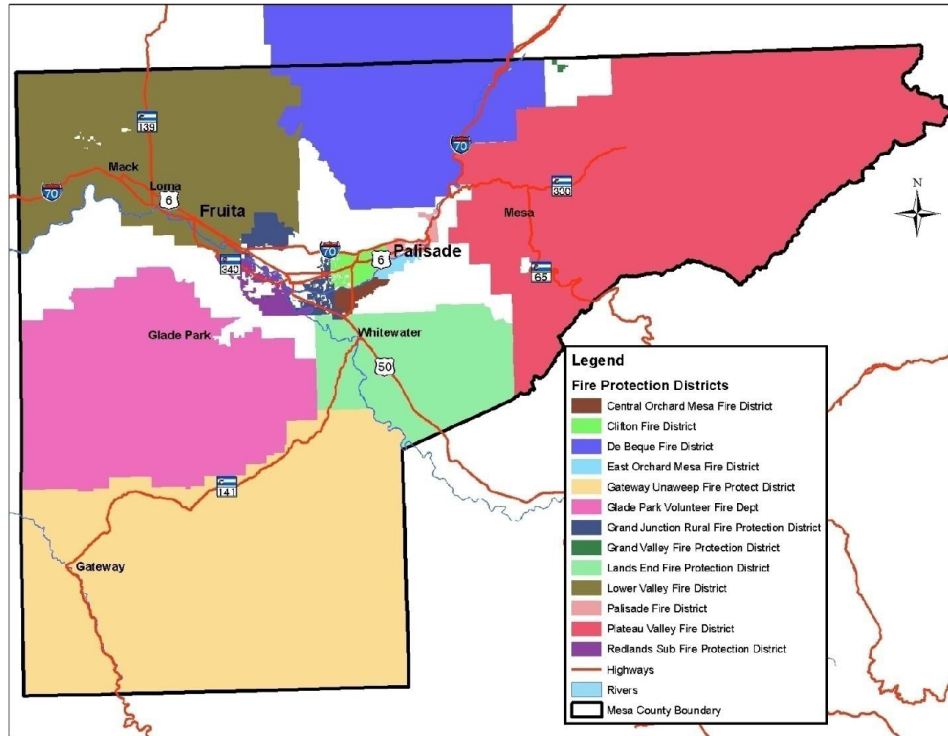 139
70
Mack
Loma
6
Fruita
70
330
Mesa
N
70
6
Palisade
340
65
Glade Park
Whitewater
50
141
Gateway
Legend
Fire Protection Districts
Central Orchard Mesa Fire District
Clifton Fire District
De Beque Fire District
East Orchard Mesa Fire District
Gateway Unaweep Fire Protect District
Glade Park Volunteer Fire Dept
Grand Junction Rural Fire Protection District
Grand Valley Fire Protection District
Lands End Fire Protection District
Lower Valley Fire District
Palisade Fire District
Plateau Valley Fire District
Redlands Sub Fire Protection District
Highways
Rivers
Mesa County Boundary